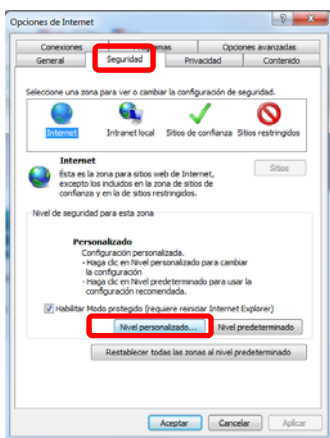 Opciones de Internet
Conexiones Programas Opciones avanzadas
General Seguridad Privacidad Contenido
Seleccione una zona para ver o cambiar la configuración de seguridad.
Internet Intranet local Sitios de confianza Sitios restringidos
Internet
Ésta es la zona para sitios web de Internet,
excepto los incluidos en la zona de sitios de
confianza y en la de sitios restringidos.
Sitios
Nivel de seguridad para esta zona
Personalizado
Configuración personalizada.
- Haga clic en Nivel personalizado para cambiar
la configuración
- Haga clic en Nivel predeterminado para usar la
configuración recomendada.
Habilitar Modo protegido (requiere reiniciar Internet Explorer)
Nivel personalizado... Nivel predeterminado
Restablecer todas las zonas al nivel predeterminado
Aceptar Cancelar Aplicar